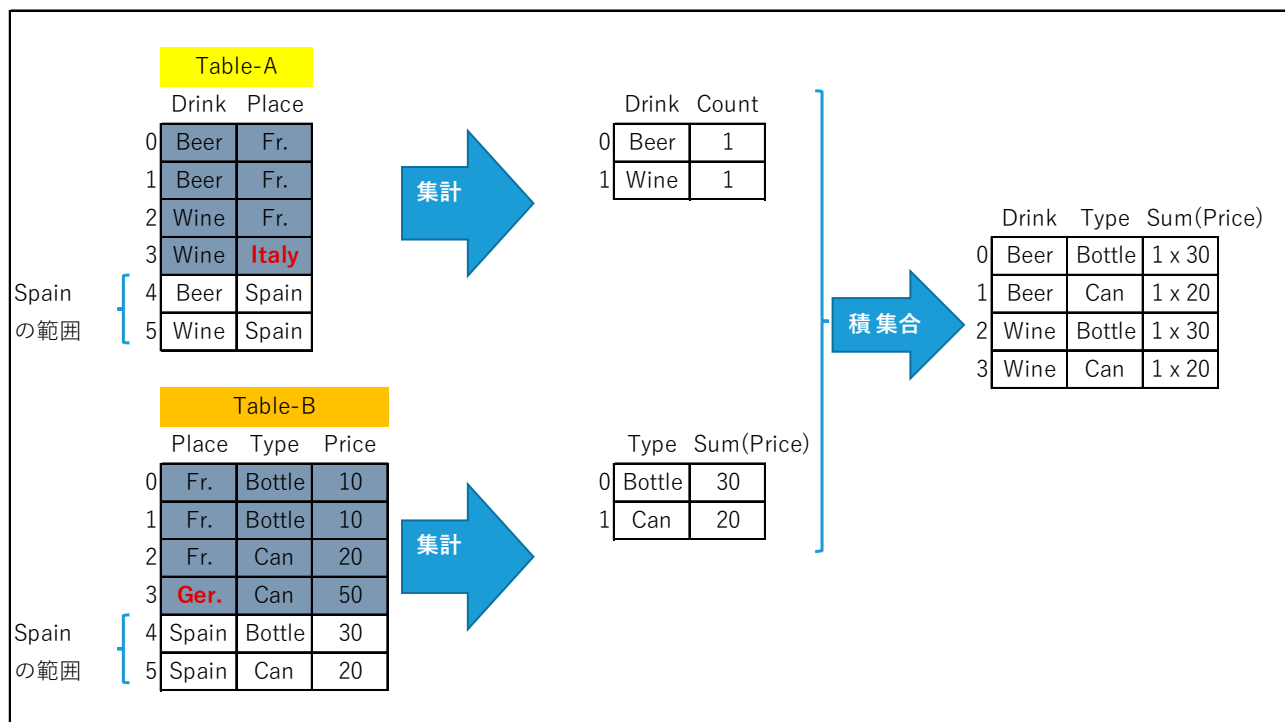 Table-A
Drink Place
0 Beer Fr.
1 Beer Fr.
2 Wine Fr.
3 Wine Italy
4 Beer Spain
5 Wine Spain
Spain
の範囲
集計
Drink Count
0 Beer 1
1 Wine 1
Table-B
Place Type Price
0 Fr. Bottle 10
1 Fr. Bottle 10
2 Fr. Can 20
3 Ger. Can 50
4 Spain Bottle 30
5 Spain Can 20
Spain
の範囲
集計
Type Sum(Price)
0 Bottle 30
1 Can 20
積集合
Drink Type Sum(Price)
0 Beer Bottle 1 x 30
1 Beer Can 1 x 20
2 Wine Bottle 1 x 30
3 Wine Can 1 x 20